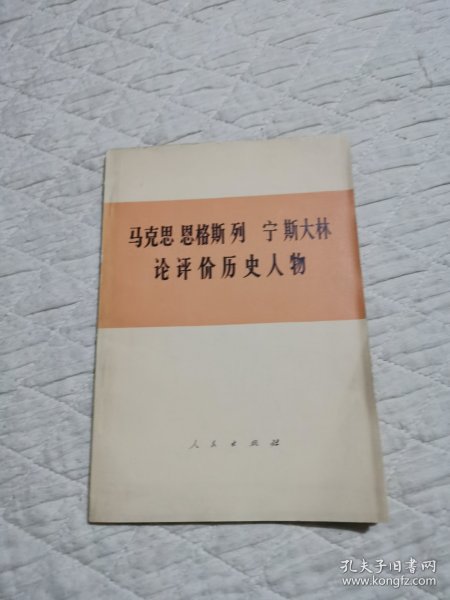 马克思 恩格斯 列 宁 斯大林
论评价历史人物
人民出版社
孔夫子旧书网
www.kongfz.com